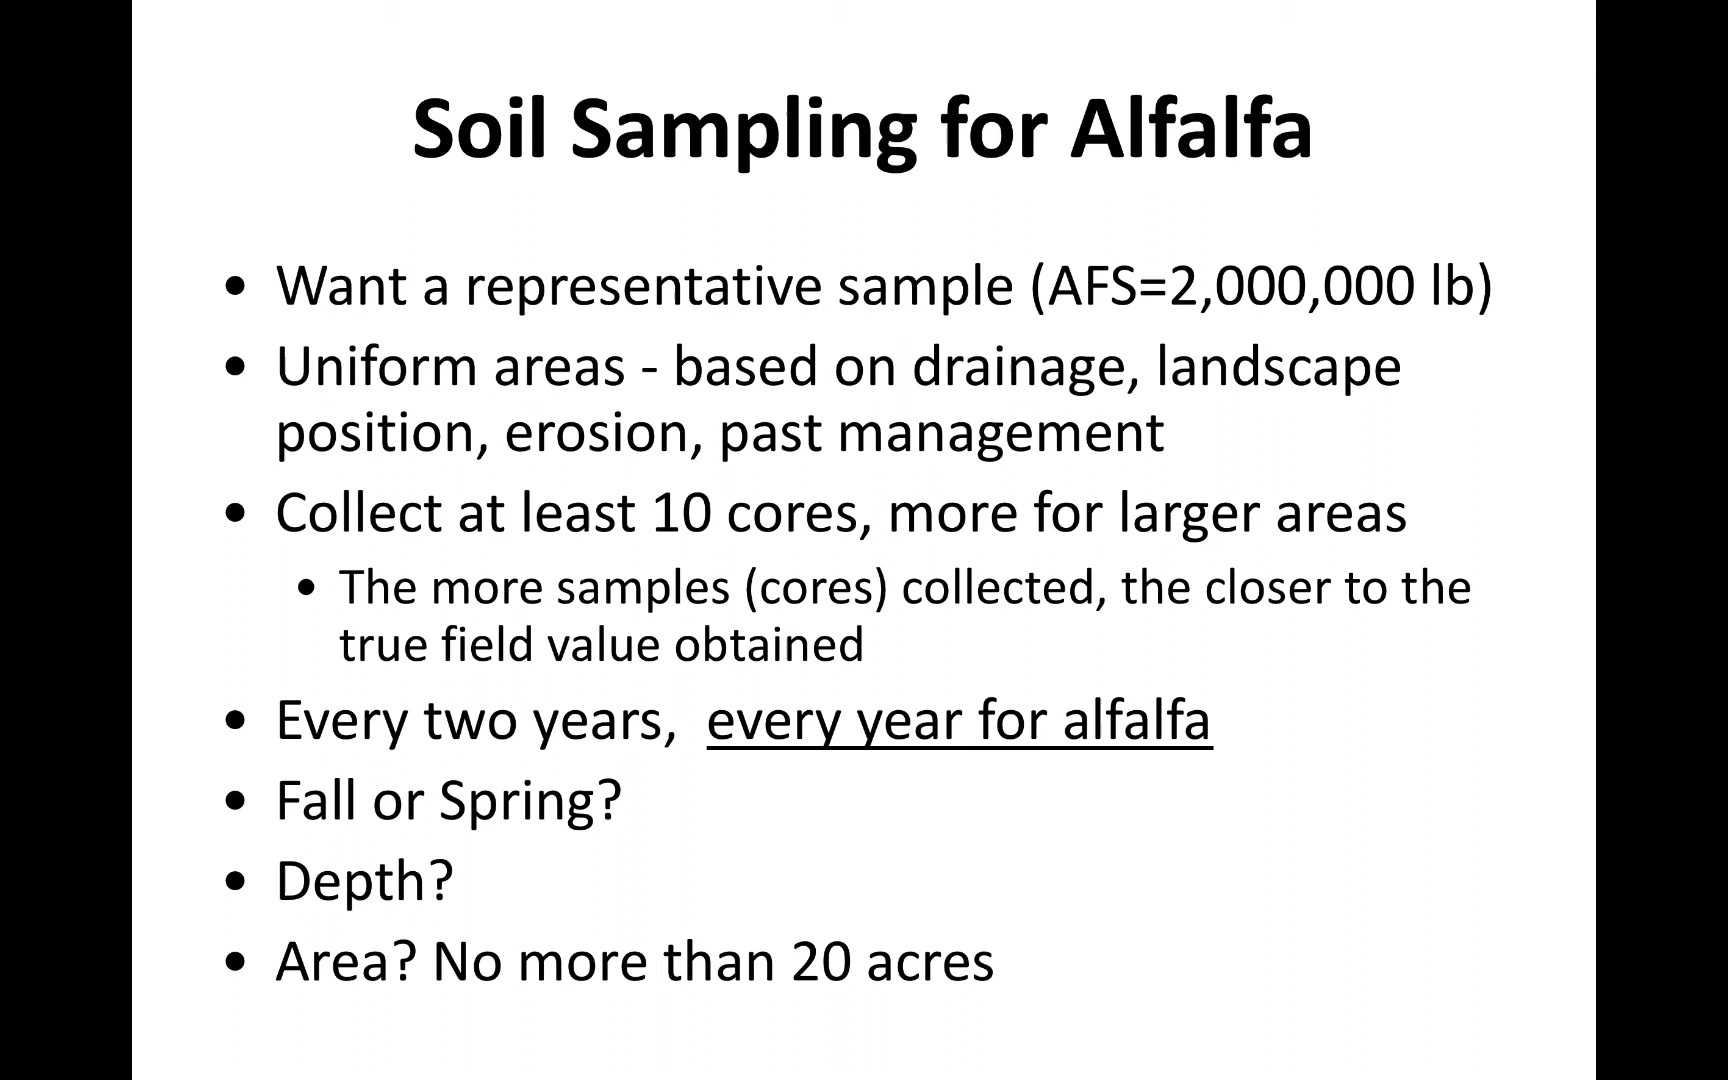 Soil Sampling for Alfalfa
• Want a representative sample (AFS=2,000,000 lb)
• Uniform areas - based on drainage, landscape
position, erosion, past management
• Collect at least 10 cores, more for larger areas
• The more samples (cores) collected, the closer to the
true field value obtained
• Every two years,  every year for alfalfa
• Fall or Spring?
• Depth?
• Area? No more than 20 acres